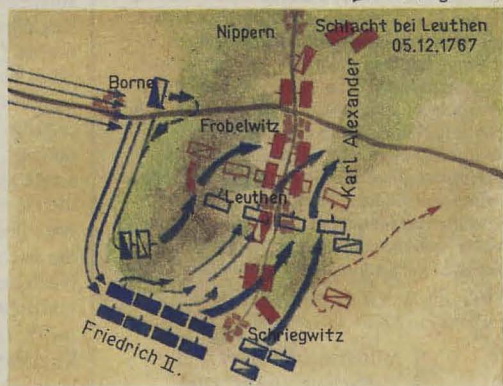 Nippern
Schlacht bei Leuthen
05.12.1767
Borne
Karl Alexander
Frobelwitz
Leuthen
Schriegwitz
Friedrich II.